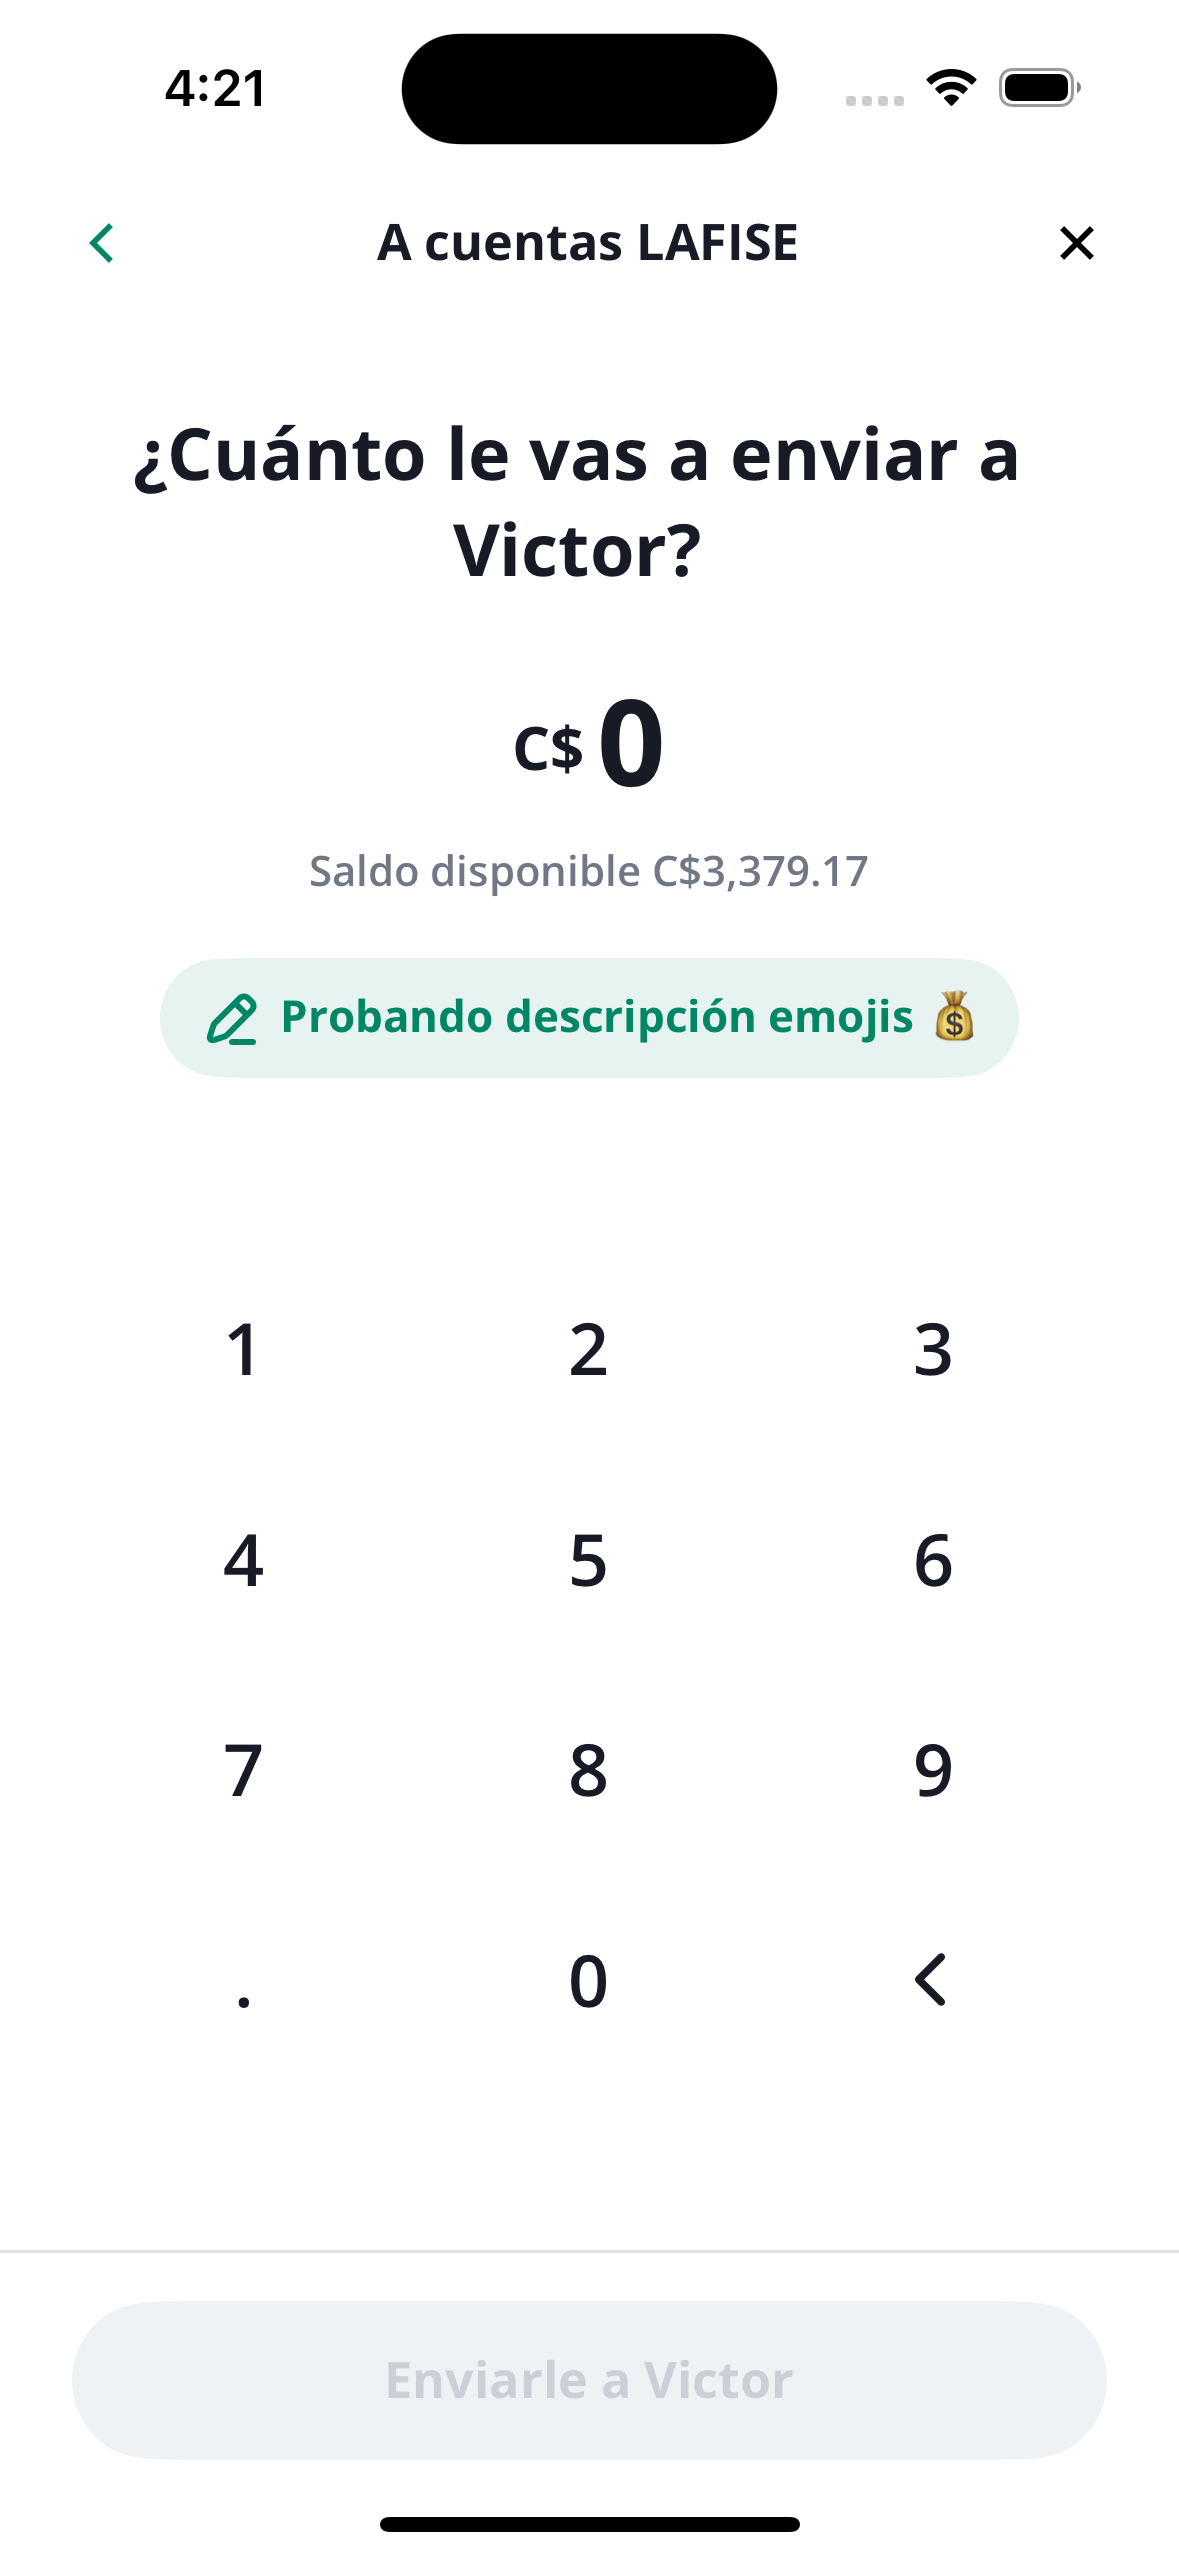 4:21
A cuentas LAFISE
¿Cuánto le vas a enviar a
Victor?
C$ 0
Saldo disponible C$3,379.17
Probando descripción emojis 💰
1 2 3
4 5 6
7 8 9
. 0
Enviarle a Victor